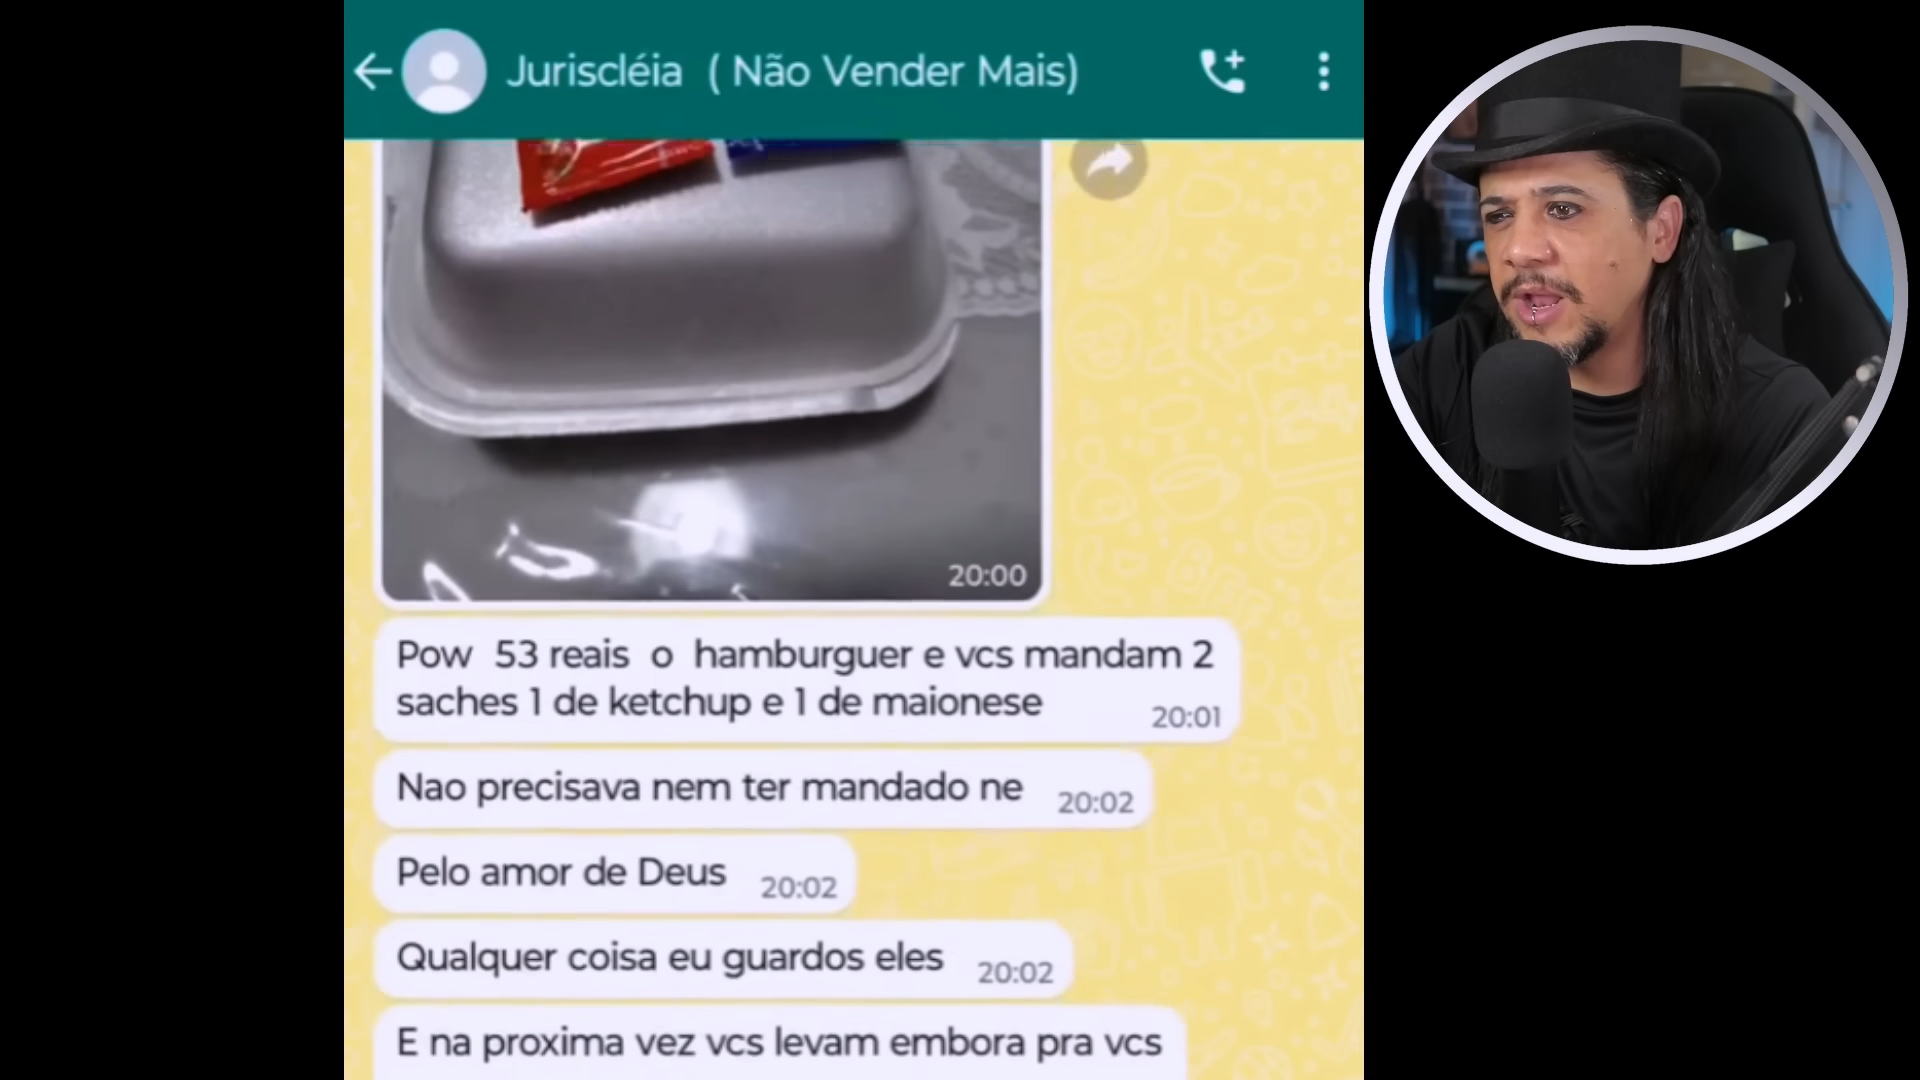 Juriscléia ( Não Vender Mais)
20:00
Pow 53 reais o hamburguer e vcs mandam 2
saches 1 de ketchup e 1 de maionese
20:01
Nao precisava nem ter mandado ne
20:02
Pelo amor de Deus
20:02
Qualquer coisa eu guardos eles
20:02
E na proxima vez vcs levam embora pra vcs